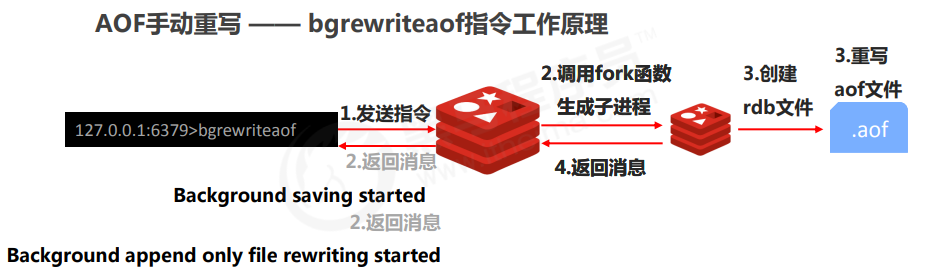 AOF手动重写 —— bgrewriteaof指令工作原理
127.0.0.1:6379>bgrewriteaof
1.发送指令
2.返回消息
2.调用fork函数
生成子进程
4.返回消息
3.创建
rdb文件
3.重写
aof文件
.aof
Background saving started
2.返回消息
Background append only file rewriting started